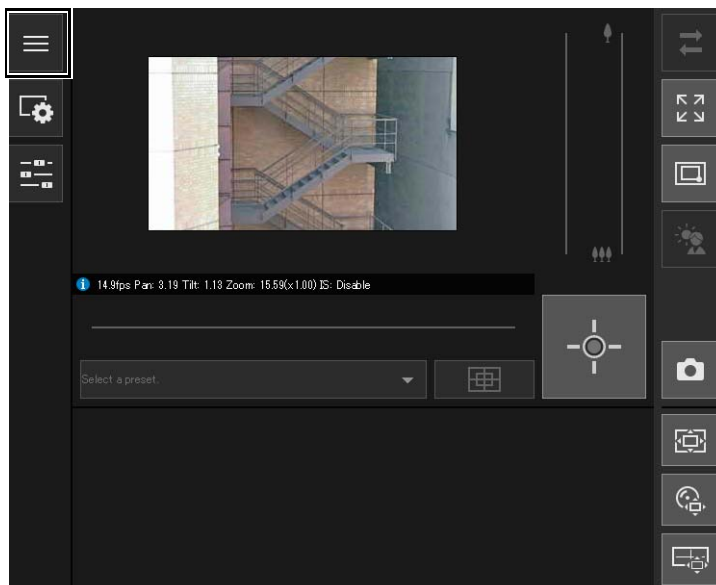 14.9fps Pan: 3.19 Tilt: 1.13 Zoom: 15.59(x1.00) IS: Disable
Select a preset.